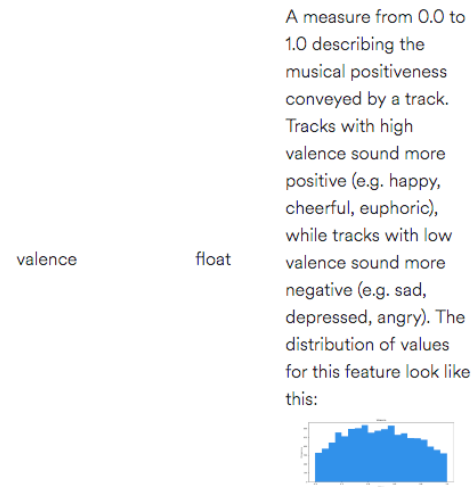 A measure from 0.0 to
1.0 describing the
musical positiveness
conveyed by a track.
Tracks with high
valence sound more
positive (e.g. happy,
cheerful, euphoric),
while tracks with low
valence float valence sound more
negative (e.g. sad,
depressed, angry). The
distribution of values
for this feature look like
this: